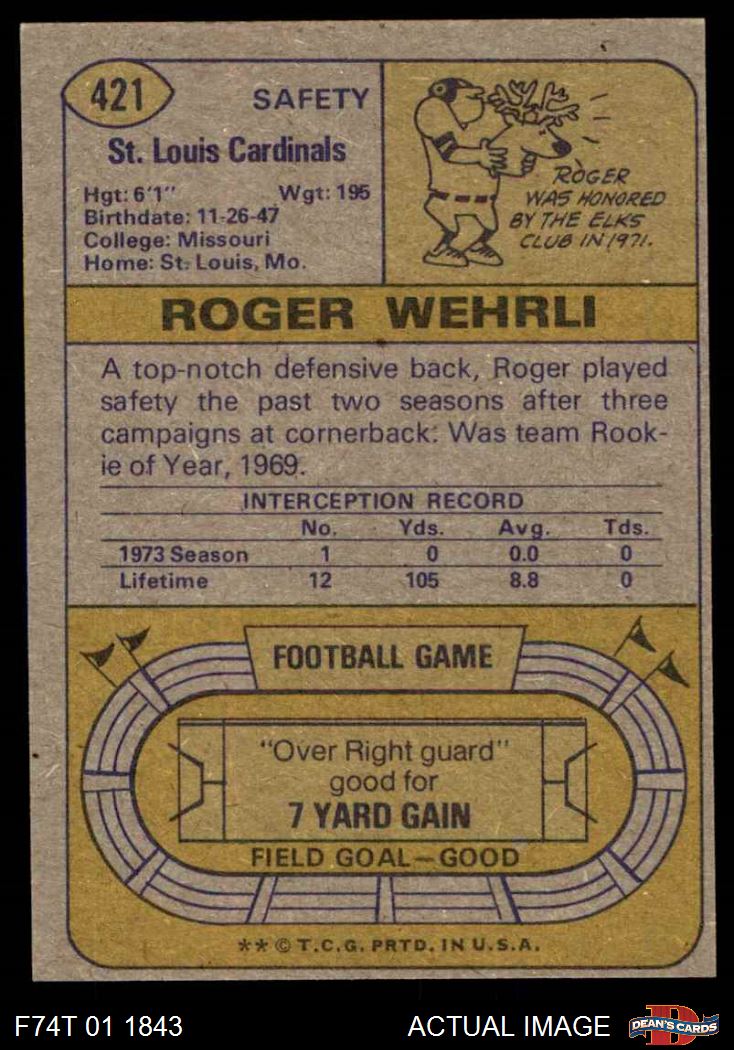 421
SAFETY
St. Louis Cardinals
Hgt: 6'1" Wgt: 195
Birthdate: 11-26-47
College: Missouri
Home: St. Louis, Mo.
ROGER
WAS HONORED
BY THE ELKS
CLUB IN 1971.
ROGER WEHRLI
A top-notch defensive back, Roger played
safety the past two seasons after three
campaigns at cornerback. Was team Rook-
ie of Year, 1969.
INTERCEPTION RECORD
No. Yds. Avg. Tds.
1973 Season 1 0 0.0 0
Lifetime 12 105 8.8 0
FOOTBALL GAME
"Over Right guard"
good for
7 YARD GAIN
FIELD GOAL—GOOD
** © T.C.G. PRTD. IN U.S.A.
F74T 01 1843 ACTUAL IMAGE
D
DEAN'S CARDS